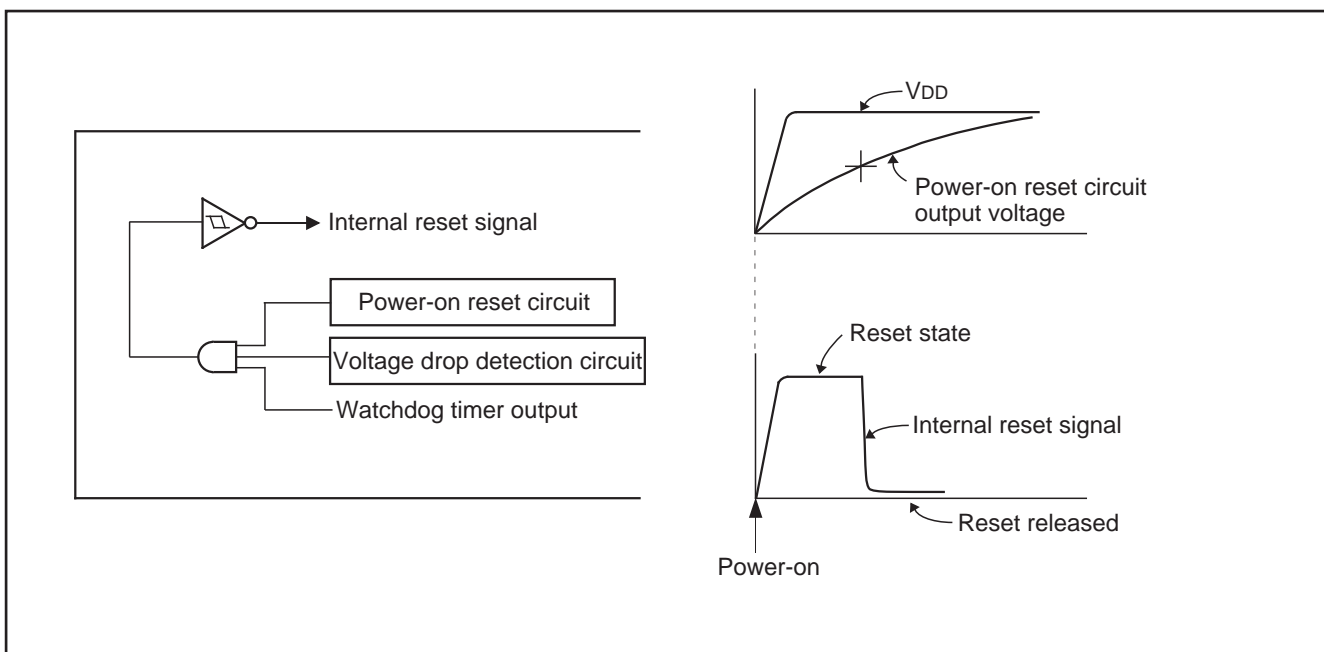 Internal reset signal
Power-on reset circuit
Voltage drop detection circuit
Watchdog timer output
VDD
Power-on reset circuit
output voltage
Reset state
Internal reset signal
Reset released
Power-on